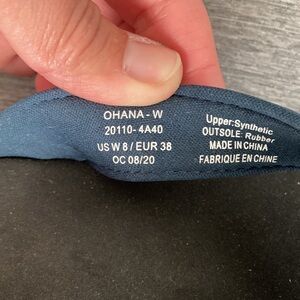 OHANA - W
20110- 4A40
US W 8 / EUR 38
OC 08/20
Upper:Synthetic
OUTSOLE: Rubber
MADE IN CHINA
FABRIQUE EN CHINE